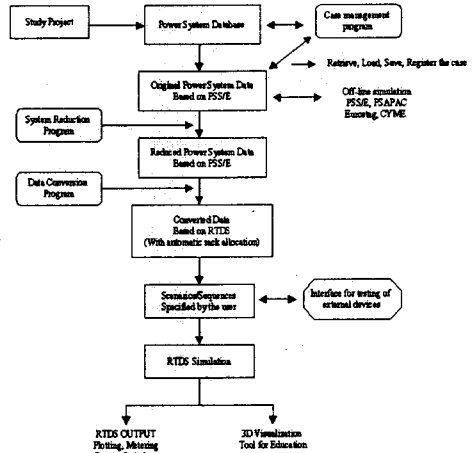 Study Project
Power System Database
Case management
program
Retrieve, Load, Save, Register the case
Original Power System Data
Based on PSS/E
Off-line simulation
PSS/E, PSAPAC
Eurostag, CYME
System Reduction
Program
Reduced Power System Data
Based on PSS/E
Data Conversion
Program
Converted Data
Based on RTDS
(With automatic rack allocation)
Scenarios/Sequences
Specified by the user
Interface for testing of
external devices
RTDS Simulation
RTDS OUTPUT
Plotting, Metering
3D Visualization
Tool for Education